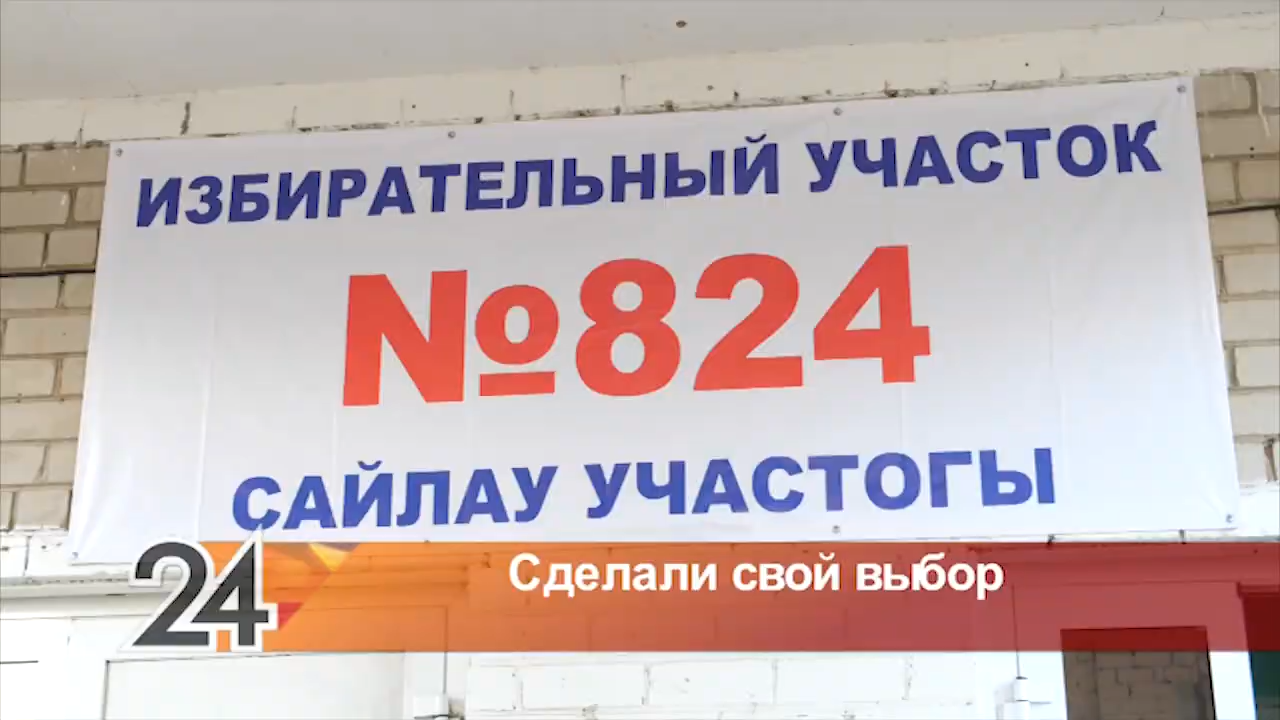 ИЗБИРАТЕЛЬНЫЙ УЧАСТОК
№824
САЙЛАУ УЧАСТОГЫ
24
Сделали свой выбор